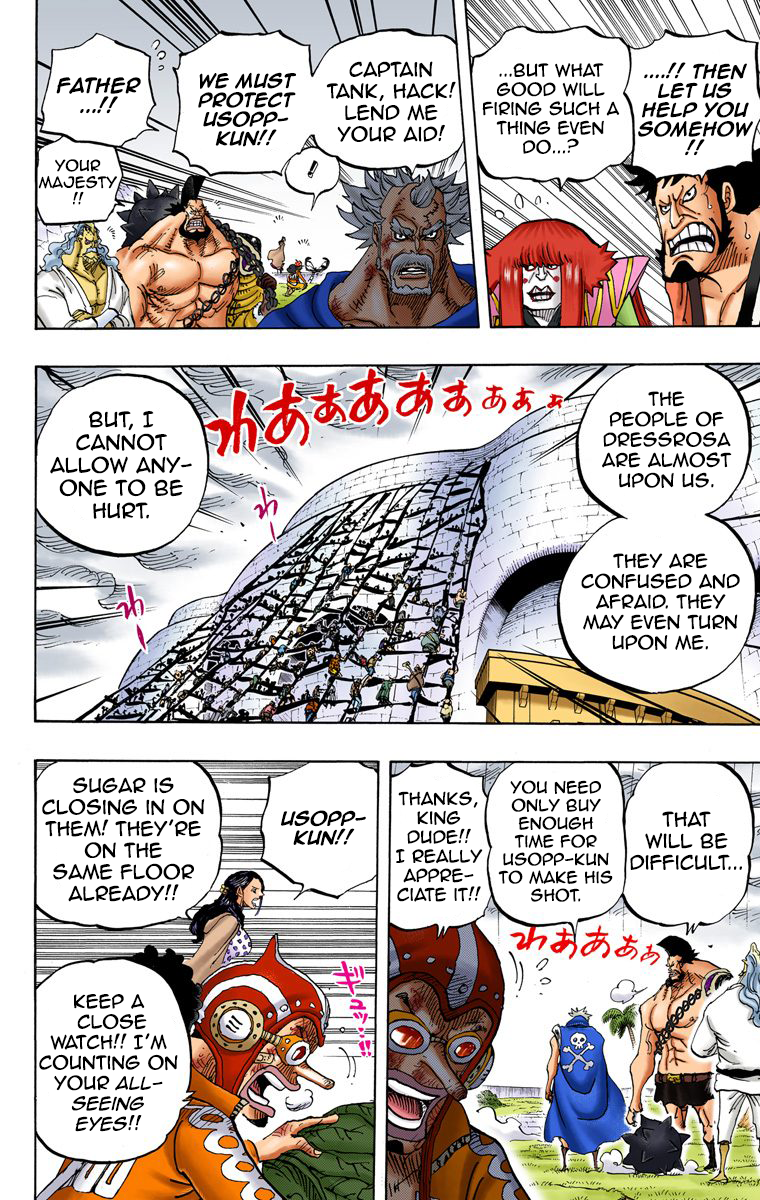 ....!! THEN
LET US
HELP YOU
SOMEHOW
!!
...BUT WHAT
GOOD WILL
FIRING SUCH A
THING EVEN
DO...?
CAPTAIN
TANK, HACK!
LEND ME
YOUR AID!
!
WE MUST
PROTECT
USOPP-
KUN!!
FATHER
...!!
YOUR
MAJESTY
!!
THE
PEOPLE OF
DRESSROSA
ARE ALMOST
UPON US.
THEY ARE
CONFUSED AND
AFRAID. THEY
MAY EVEN TURN
UPON ME.
わあああああああぁ
わー
わー
BUT, I
CANNOT
ALLOW ANY-
ONE TO BE
HURT.
THAT
WILL BE
DIFFICULT...
YOU NEED
ONLY BUY
ENOUGH
TIME FOR
USOPP-KUN
TO MAKE HIS
SHOT.
わああああ
THANKS,
KING
DUDE!!
I REALLY
APPRE-
CIATE IT!!
USOPP-
KUN!!
SUGAR IS
CLOSING IN ON
THEM! THEY'RE
ON THE
SAME FLOOR
ALREADY!!
ギュッ…!!
KEEP A
CLOSE
WATCH!! I'M
COUNTING ON
YOUR ALL-
SEEING
EYES!!